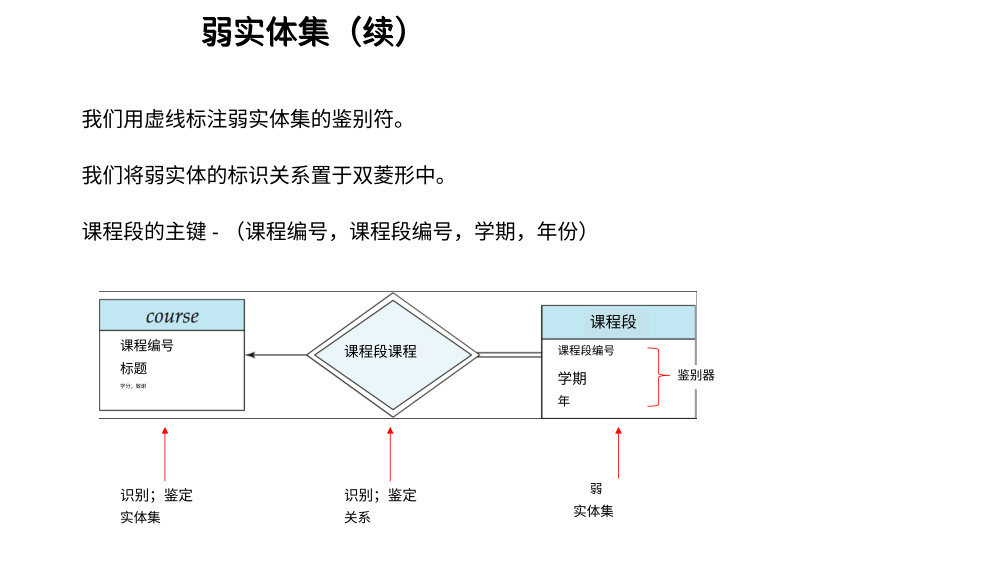 弱实体集（续）
我们用虚线标注弱实体集的鉴别符。
我们将弱实体的标识关系置于双菱形中。
课程段的主键 - （课程编号，课程段编号，学期，年份）
course
课程编号
标题
学分；致谢
课程段课程
课程段
课程段编号
学期
年
鉴别器
识别；鉴定
实体集
识别；鉴定
关系
弱
实体集